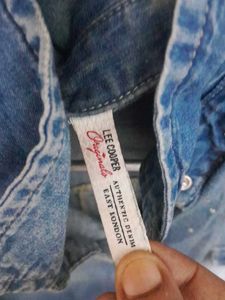 LEE COOPER
Originals
AUTHENTIC DENIM
EAST LONDON